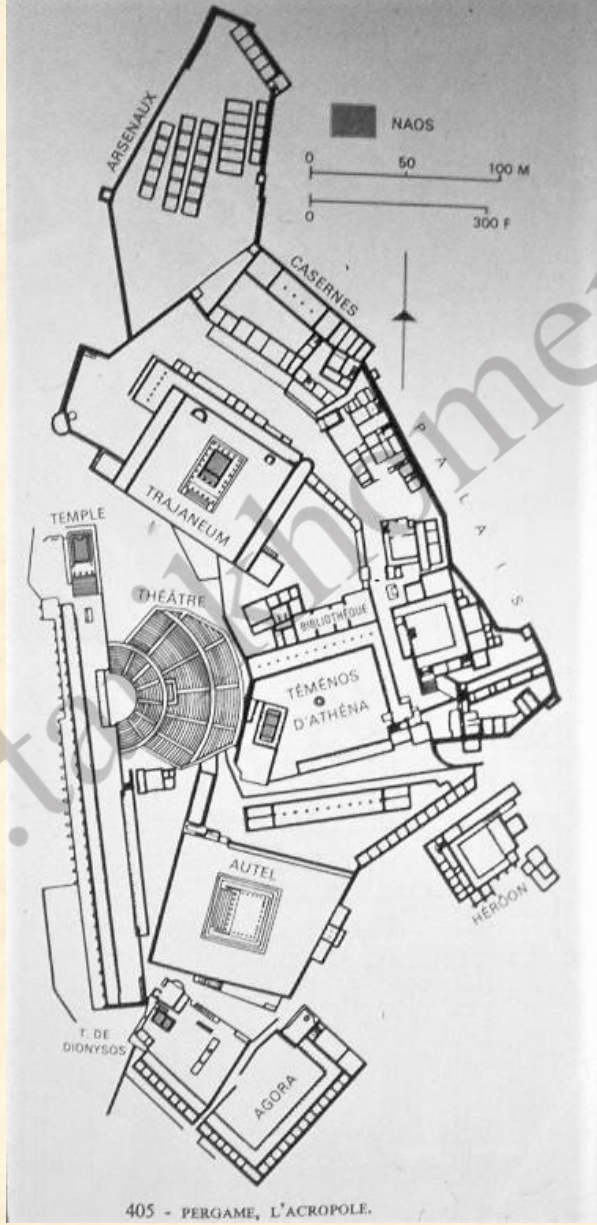 ARSENAUX
NAOS
0 50 100 M
0 300 F
CASERNES
PALAIS
TRAJANEUM
TEMPLE
THÉÂTRE
BIBLIOTHÈQUE
TÉMÉNOS
D'ATHÉNA
AUTEL
HÉRÔON
T. DE
DIONYSOS
AGORA
405 - PERGAME, L'ACROPOLE.